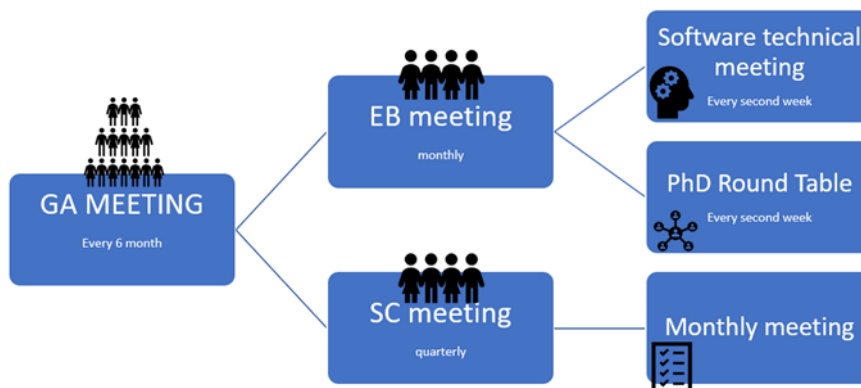 GA MEETING
Every 6 month
EB meeting
monthly
SC meeting
quarterly
Software technical
meeting
Every second week
PhD Round Table
Every second week
Monthly meeting